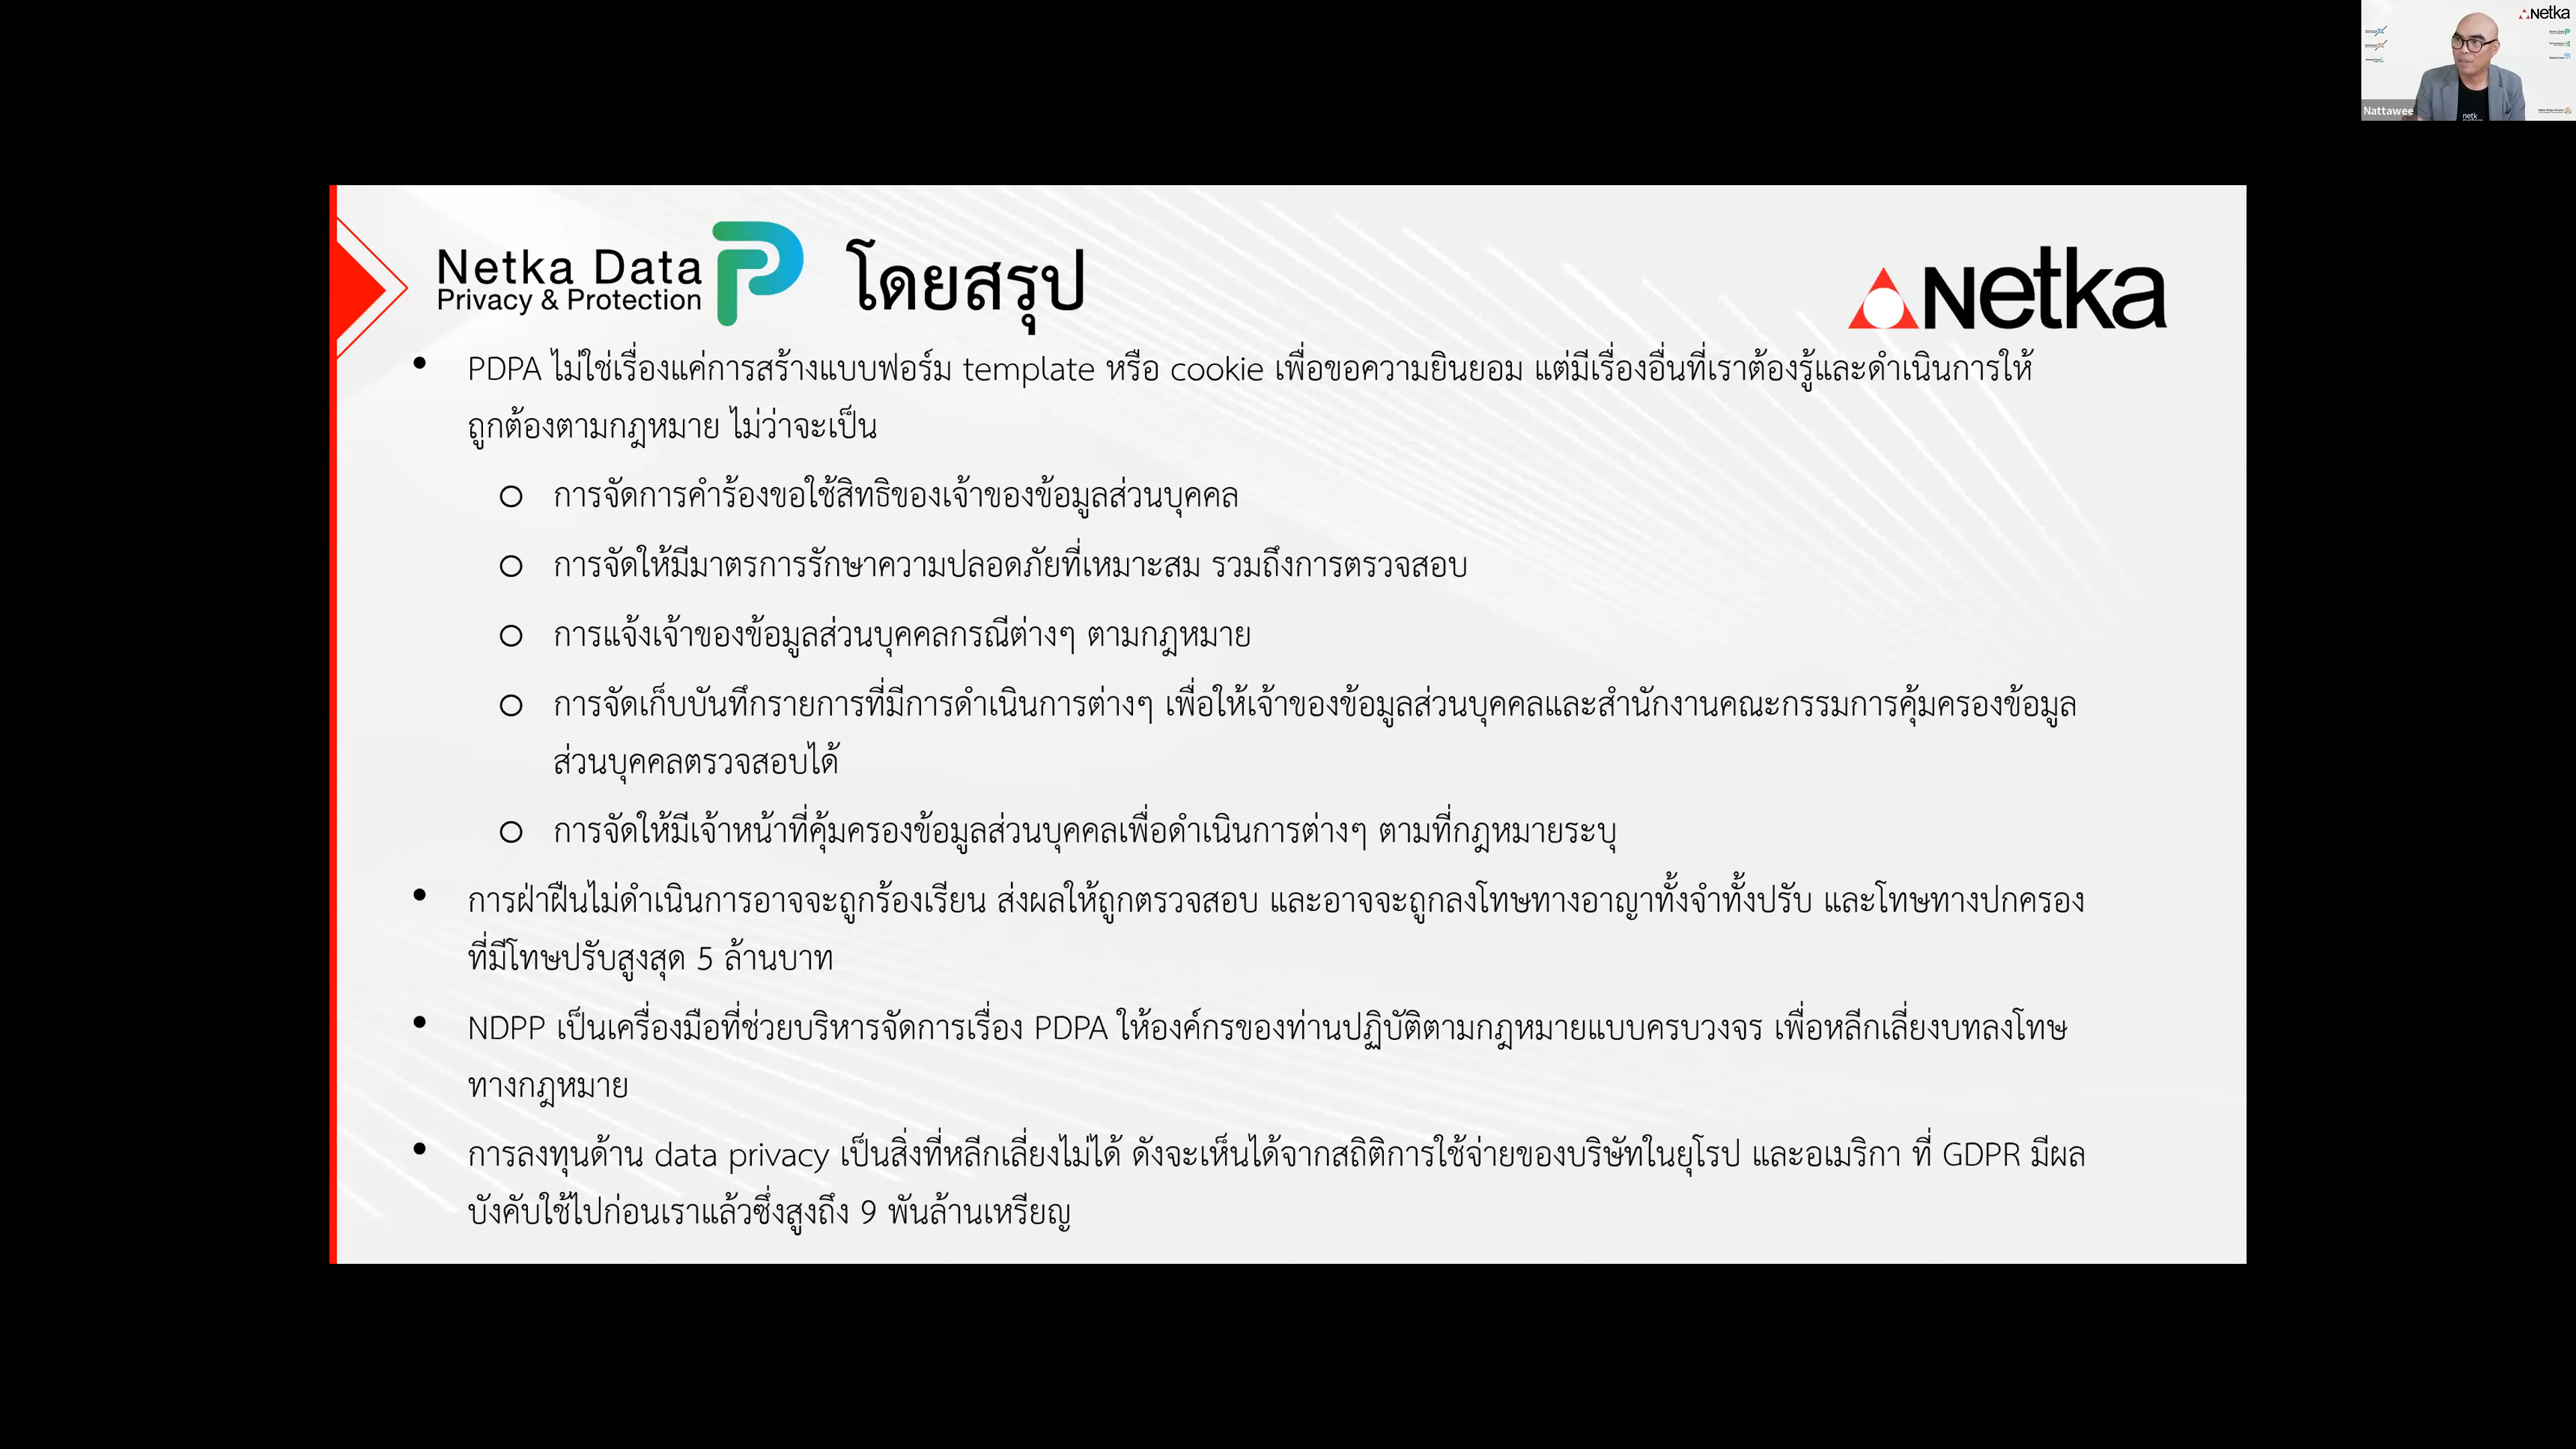 Netka
Nattawee
netk
Netka Data
Privacy & Protection
โดยสรุป
Netka
• PDPA ไม่ใช่เรื่องแค่การสร้างแบบฟอร์ม template หรือ cookie เพื่อขอความยินยอม แต่มีเรื่องอื่นที่เราต้องรู้และดำเนินการให้
ถูกต้องตามกฎหมาย ไม่ว่าจะเป็น
o การจัดการคำร้องขอใช้สิทธิของเจ้าของข้อมูลส่วนบุคคล
o การจัดให้มีมาตรการรักษาความปลอดภัยที่เหมาะสม รวมถึงการตรวจสอบ
o การแจ้งเจ้าของข้อมูลส่วนบุคคลกรณีต่างๆ ตามกฎหมาย
o การจัดเก็บบันทึกรายการที่มีการดำเนินการต่างๆ เพื่อให้เจ้าของข้อมูลส่วนบุคคลและสำนักงานคณะกรรมการคุ้มครองข้อมูล
ส่วนบุคคลตรวจสอบได้
o การจัดให้มีเจ้าหน้าที่คุ้มครองข้อมูลส่วนบุคคลเพื่อดำเนินการต่างๆ ตามที่กฎหมายระบุ
• การฝ่าฝืนไม่ดำเนินการอาจจะถูกร้องเรียน ส่งผลให้ถูกตรวจสอบ และอาจจะถูกลงโทษทางอาญาทั้งจำทั้งปรับ และโทษทางปกครอง
ที่มีโทษปรับสูงสุด 5 ล้านบาท
• NDPP เป็นเครื่องมือที่ช่วยบริหารจัดการเรื่อง PDPA ให้องค์กรของท่านปฏิบัติตามกฎหมายแบบครบวงจร เพื่อหลีกเลี่ยงบทลงโทษ
ทางกฎหมาย
• การลงทุนด้าน data privacy เป็นสิ่งที่หลีกเลี่ยงไม่ได้ ดังจะเห็นได้จากสถิติการใช้จ่ายของบริษัทในยุโรป และอเมริกา ที่ GDPR มีผล
บังคับใช้ไปก่อนเราแล้วซึ่งสูงถึง 9 พันล้านเหรียญ